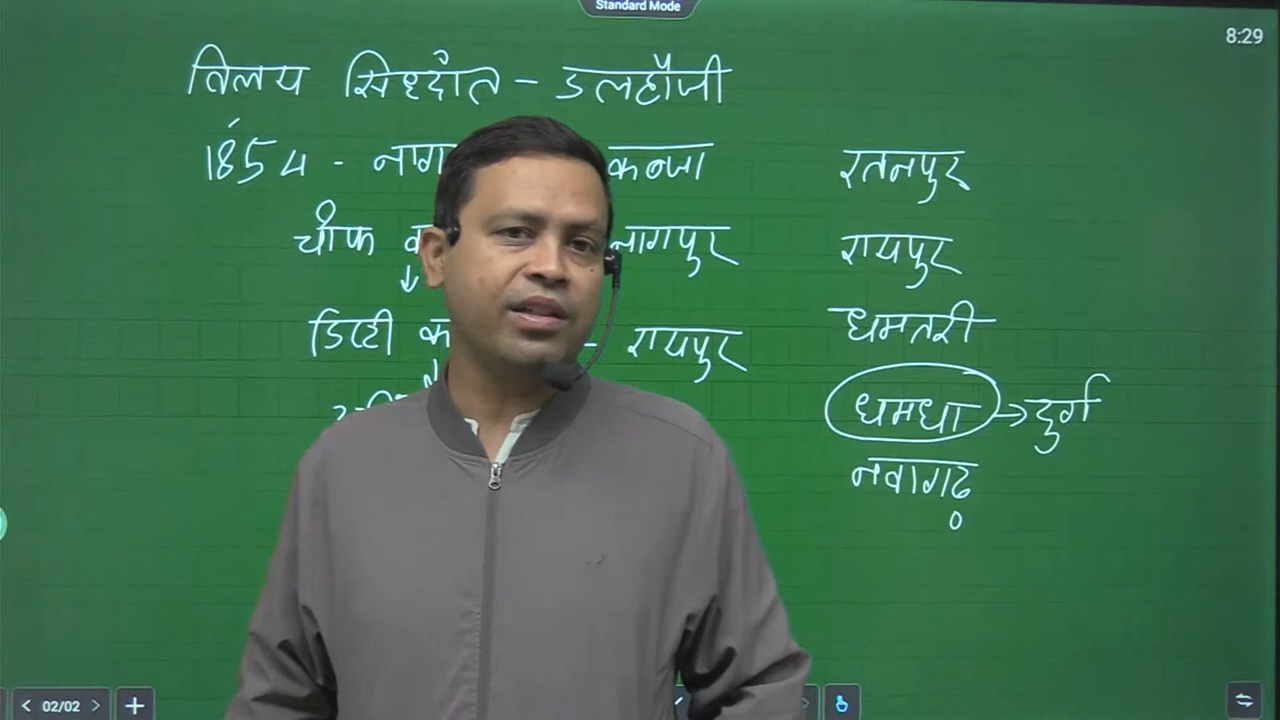 Standard Mode
8:29
विलय सिध्दाँत - डलहौजी
1854 - नाग कब्जा
चीफ क नागपुर
डिप्टी क - रायपुर
रतनपुर
रायपुर
धमतरी
धमधा → दुर्ग
नवागढ़
02/02